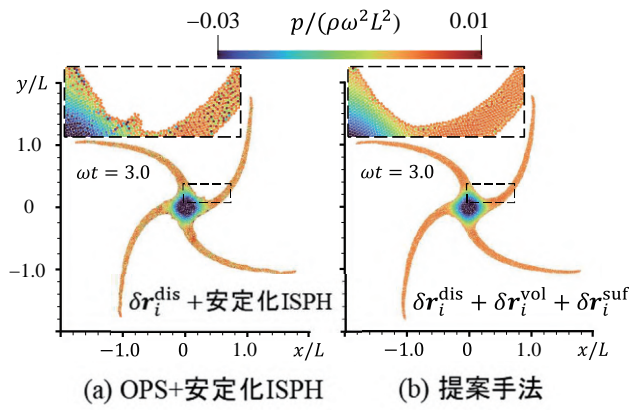 −0.03 p/(ρω²L²) 0.01
y/L
1.0
0
−1.0
ωt = 3.0
δr_i^dis + 安定化ISPH
−1.0 0 1.0 x/L
(a) OPS+安定化ISPH
ωt = 3.0
δr_i^dis + δr_i^vol + δr_i^suf
−1.0 0 1.0 x/L
(b) 提案手法